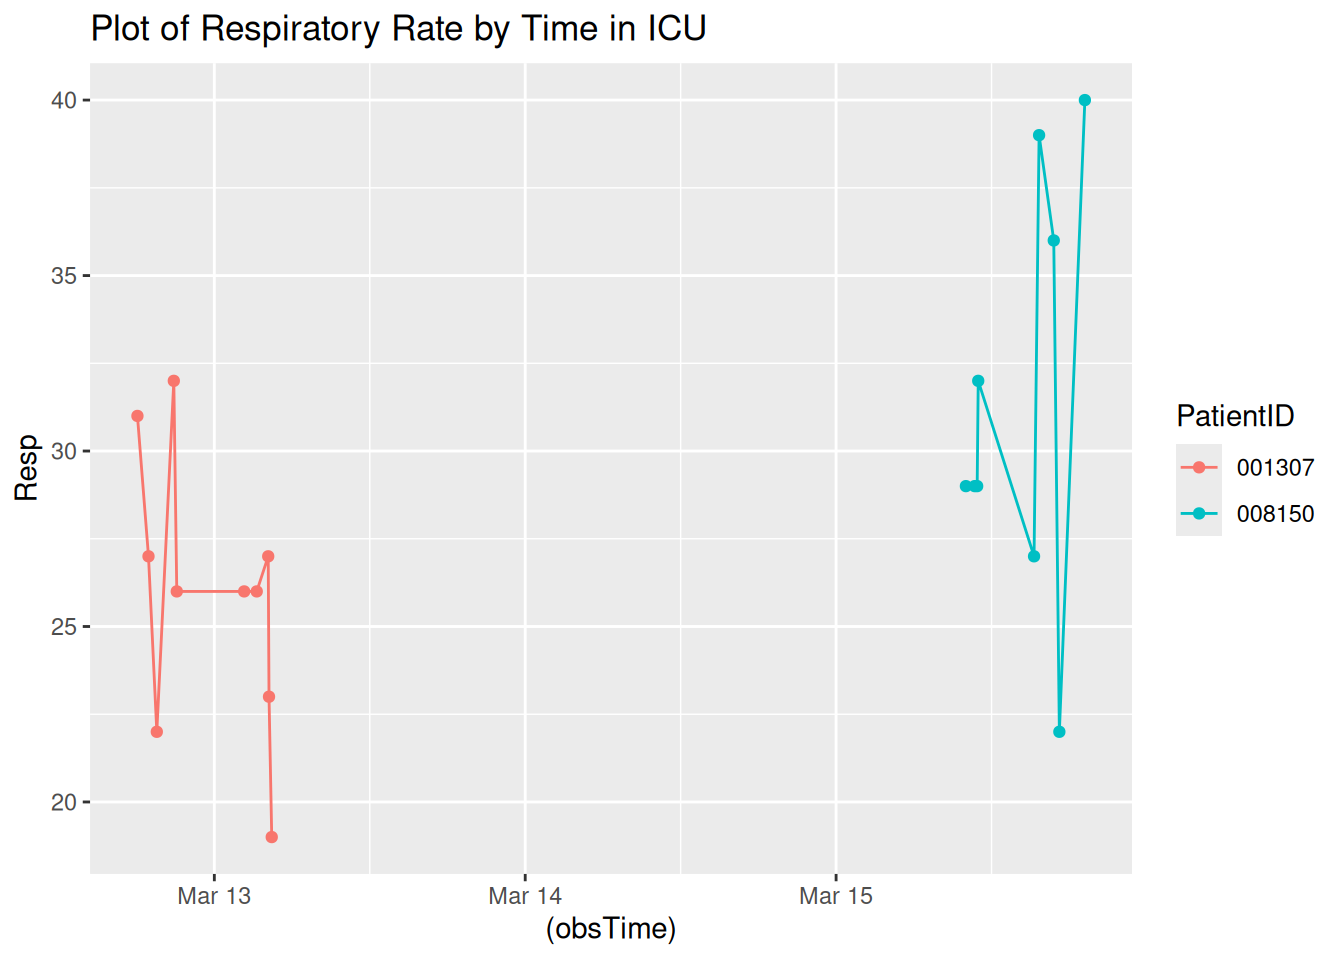 Plot of Respiratory Rate by Time in ICU
40
35
30
25
20
Resp
Mar 13
Mar 14
Mar 15
(obsTime)
PatientID
001307
008150